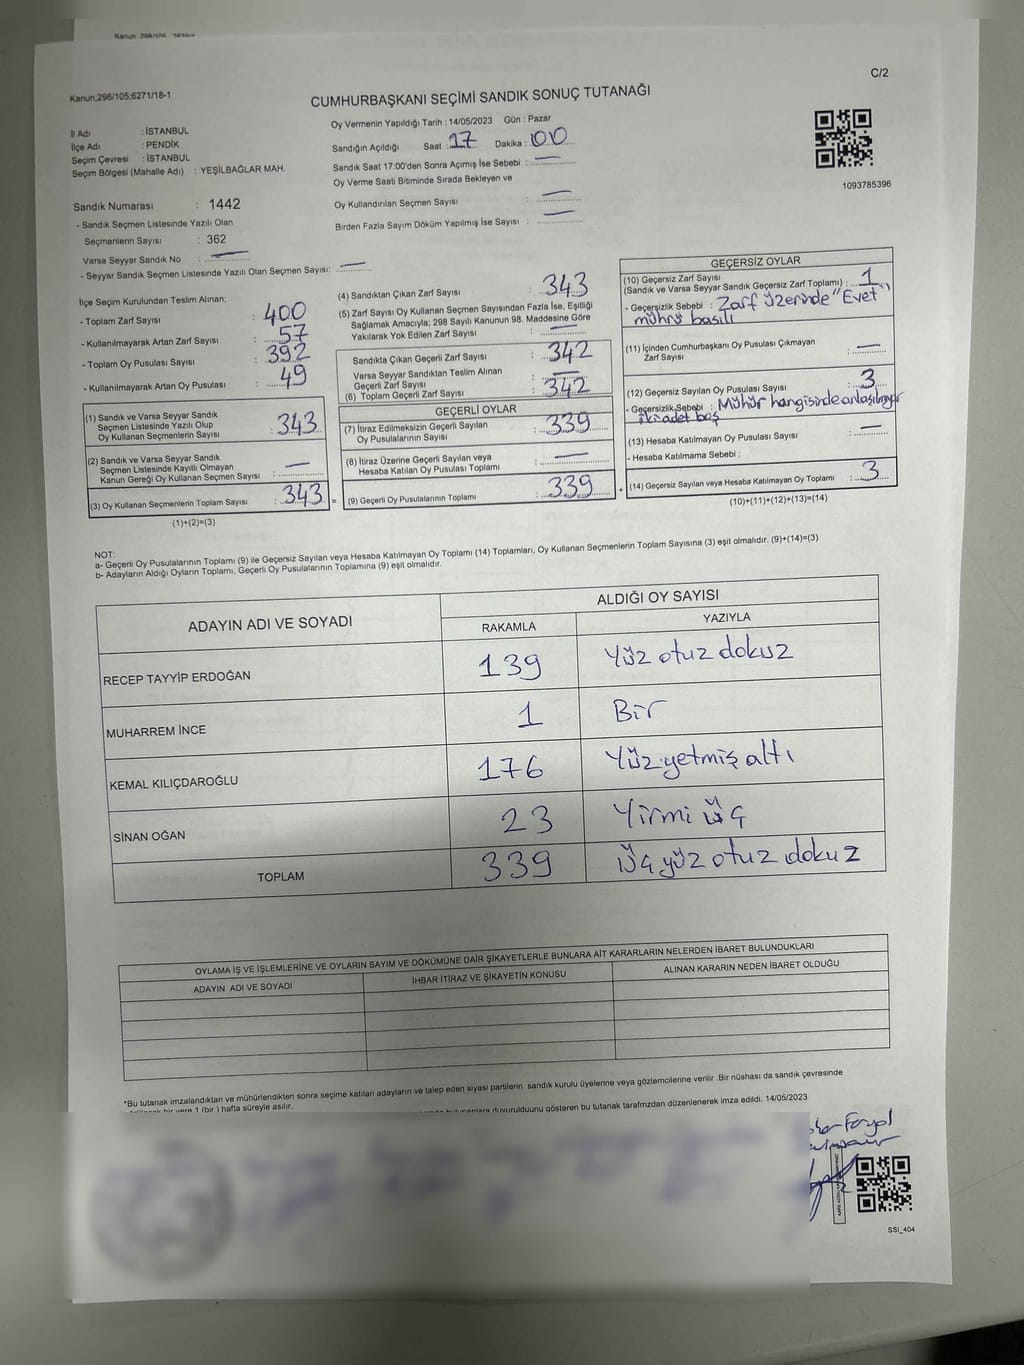 C/2
Kanun;298/105;6271/18-1
CUMHURBAŞKANI SEÇİMİ SANDIK SONUÇ TUTANAĞI
İl Adı : İSTANBUL
İlçe Adı : PENDİK
Seçim Çevresi : İSTANBUL
Seçim Bölgesi (Mahalle Adı) : YEŞİLBAĞLAR MAH.
Oy Vermenin Yapıldığı Tarih : 14/05/2023 Gün : Pazar
Sandığın Açıldığı Saat : 17 Dakika : 00
Sandık Saat 17:00'den Sonra Açımış İse Sebebi : —
Oy Verme Saati Bitiminde Sırada Bekleyen ve
Oy Kullandırılan Seçmen Sayısı : —
Birden Fazla Sayım Döküm Yapılmış İse Sayısı : —
1093785396
Sandık Numarası : 1442
- Sandık Seçmen Listesinde Yazılı Olan
Seçmenlerin Sayısı : 362
Varsa Seyyar Sandık No : —
- Seyyar Sandık Seçmen Listesinde Yazılı Olan Seçmen Sayısı: —
İlçe Seçim Kurulundan Teslim Alınan;
- Toplam Zarf Sayısı : 400
- Kullanılmayarak Artan Zarf Sayısı : 57
- Toplam Oy Pusulası Sayısı : 392
- Kullanılmayarak Artan Oy Pusulası : 49
(1) Sandık ve Varsa Seyyar Sandık
Seçmen Listesinde Yazılı Olup
Oy Kullanan Seçmenlerin Sayısı : 343
(2) Sandık ve Varsa Seyyar Sandık
Seçmen Listesinde Kayıtlı Olmayan
Kanun Gereği Oy Kullanan Seçmen Sayısı : —
(3) Oy Kullanan Seçmenlerin Toplam Sayısı : 343 =
(1)+(2)=(3)
(4) Sandıktan Çıkan Zarf Sayısı : 343
(5) Zarf Sayısı Oy Kullanan Seçmen Sayısından Fazla İse, Eşitliği
Sağlamak Amacıyla; 298 Sayılı Kanunun 98. Maddesine Göre
Yakılarak Yok Edilen Zarf Sayısı : —
Sandıkta Çıkan Geçerli Zarf Sayısı : 342
Varsa Seyyar Sandıktan Teslim Alınan
Geçerli Zarf Sayısı : —
(6) Toplam Geçerli Zarf Sayısı : 342
GEÇERLİ OYLAR
(7) İtiraz Edilmeksizin Geçerli Sayılan
Oy Pusulalarının Sayısı : 339
(8) İtiraz Üzerine Geçerli Sayılan veya
Hesaba Katılan Oy Pusulası Toplamı : —
(9) Geçerli Oy Pusulalarının Toplamı : 339 +
GEÇERSİZ OYLAR
(10) Geçersiz Zarf Sayısı
(Sandık ve Varsa Seyyar Sandık Geçersiz Zarf Toplamı) : 1
- Geçersizlik Sebebi : Zarf üzerinde "Evet"
mührü basılı
(11) İçinden Cumhurbaşkanı Oy Pusulası Çıkmayan
Zarf Sayısı : —
(12) Geçersiz Sayılan Oy Pusulası Sayısı : 3
- Geçersizlik Sebebi : Mühür hangisinde anlaşılmıyor
iki adet boş
(13) Hesaba Katılmayan Oy Pusulası Sayısı : —
- Hesaba Katılmama Sebebi :
(14) Geçersiz Sayılan veya Hesaba Katılmayan Oy Toplamı : 3
(10)+(11)+(12)+(13)=(14)
NOT:
a- Geçerli Oy Pusulalarının Toplamı (9) ile Geçersiz Sayılan veya Hesaba Katılmayan Oy Toplamı (14) Toplamları, Oy Kullanan Seçmenlerin Toplam Sayısına (3) eşit olmalıdır. (9)+(14)=(3)
b- Adayların Aldığı Oyların Toplamı, Geçerli Oy Pusulalarının Toplamına (9) eşit olmalıdır.
ADAYIN ADI VE SOYADI
ALDIĞI OY SAYISI
RAKAMLA YAZIYLA
RECEP TAYYİP ERDOĞAN 139 Yüz otuz dokuz
MUHARREM İNCE 1 Bir
KEMAL KILIÇDAROĞLU 176 Yüz yetmiş altı
SİNAN OĞAN 23 Yirmi üç
TOPLAM 339 Üç yüz otuz dokuz
OYLAMA İŞ VE İŞLEMLERİNE VE OYLARIN SAYIM VE DÖKÜMÜNE DAİR ŞİKAYETLERLE BUNLARA AİT KARARLARIN NELERDEN İBARET BULUNDUKLARI
ADAYIN ADI VE SOYADI İHBAR İTİRAZ VE ŞİKAYETİN KONUSU ALINAN KARARIN NEDEN İBARET OLDUĞU
*Bu tutanak imzalandıktan ve mühürlendikten sonra seçime katılan adayların ve talep eden siyasi partilerin sandık kurulu üyelerine veya gözlemcilerine verilir .Bir nüshası da sandık çevresinde
bir yere 1 (bir ) hafta süreyle asılır.
duyurulduğunu gösteren bu tutanak tarafımızdan düzenlenerek imza edildi. 14/05/2023
SSI_404